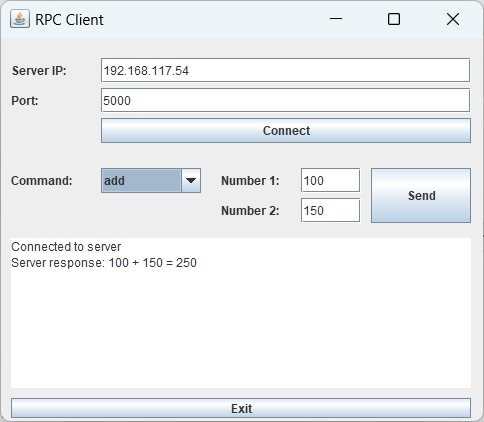 RPC Client
Server IP: 192.168.117.54
Port: 5000
Connect
Command: add Number 1: 100
Send
Number 2: 150
Connected to server
Server response: 100 + 150 = 250
Exit